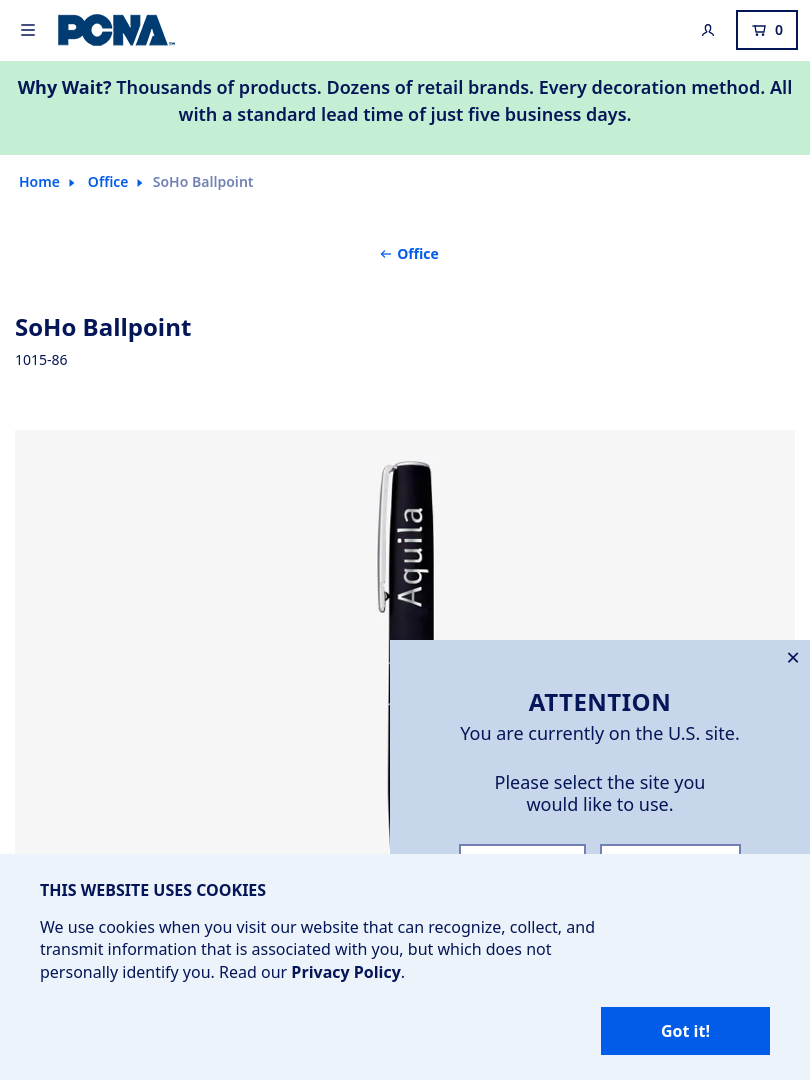 PCNA™
0
Why Wait? Thousands of products. Dozens of retail brands. Every decoration method. All
with a standard lead time of just five business days.
Home Office SoHo Ballpoint
Office
SoHo Ballpoint
1015-86
Aquila
ATTENTION
You are currently on the U.S. site.
Please select the site you
would like to use.
THIS WEBSITE USES COOKIES
We use cookies when you visit our website that can recognize, collect, and
transmit information that is associated with you, but which does not
personally identify you. Read our Privacy Policy.
Got it!